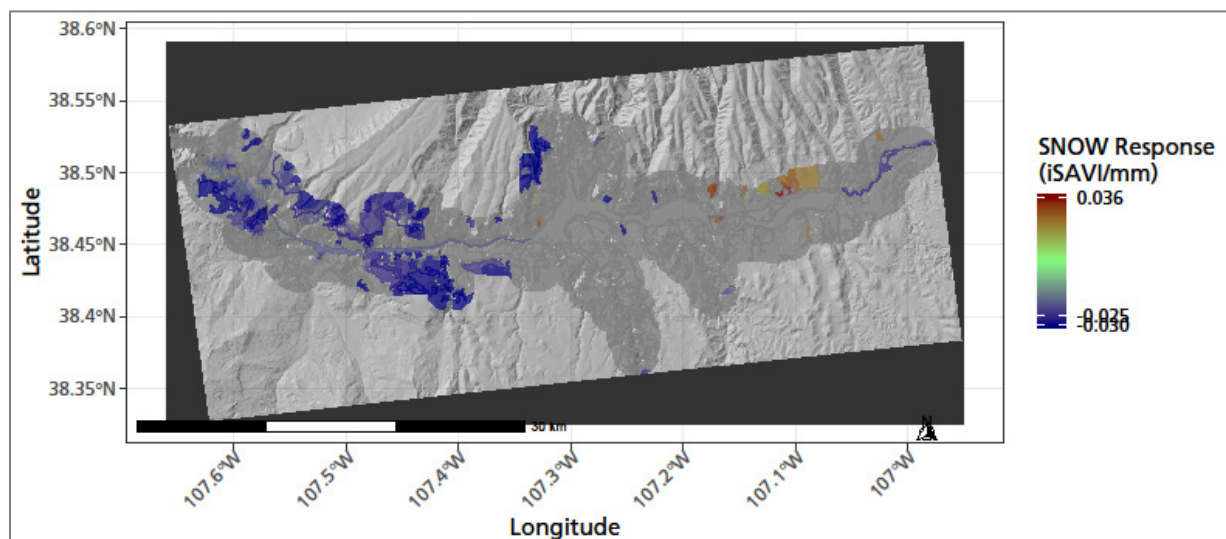 38.6°N
38.55°N
38.5°N
38.45°N
38.4°N
38.35°N
Latitude
30 km
N
107.6°W
107.5°W
107.4°W
107.3°W
107.2°W
107.1°W
107°W
Longitude
SNOW Response
(iSAVI/mm)
0.036
-0.025
-0.030